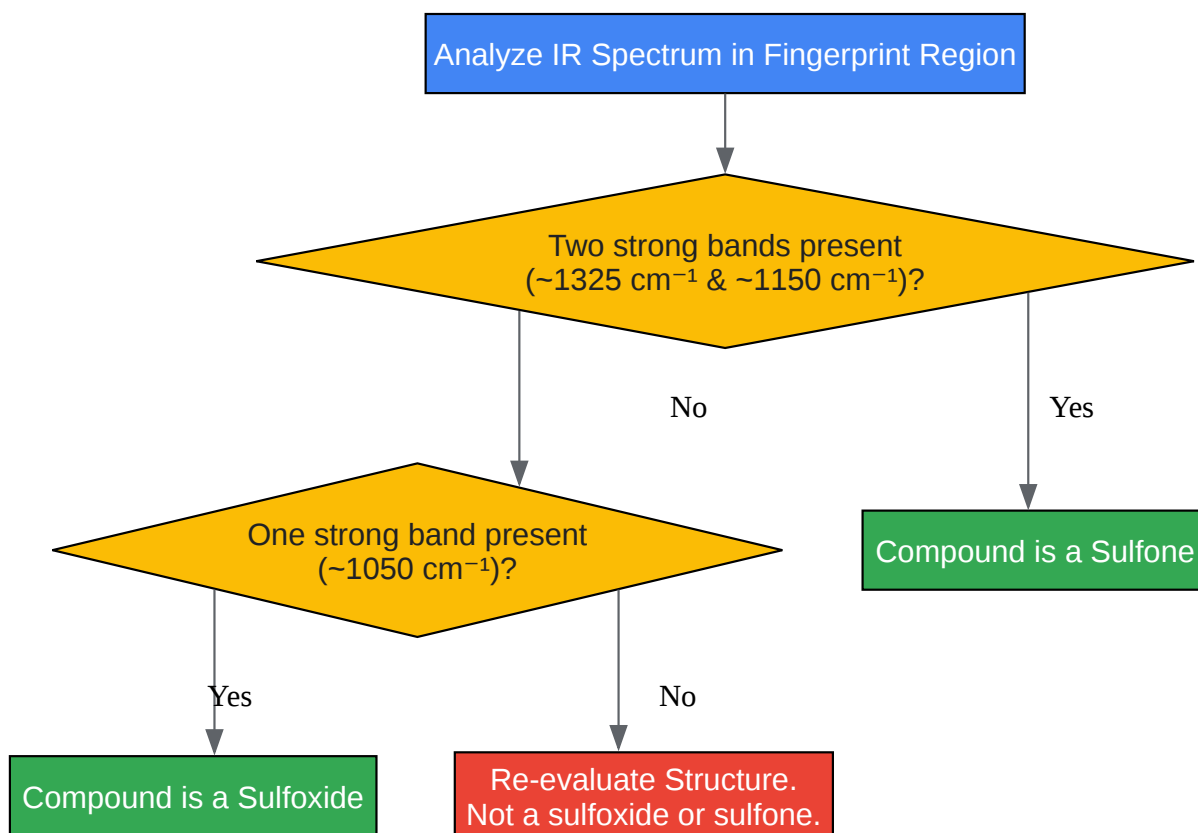 Analyze IR Spectrum in Fingerprint Region
Two strong bands present
(~1325 cm⁻¹ & ~1150 cm⁻¹)?
No
Yes
One strong band present
(~1050 cm⁻¹)?
Compound is a Sulfone
Yes
No
Compound is a Sulfoxide
Re-evaluate Structure.
Not a sulfoxide or sulfone.